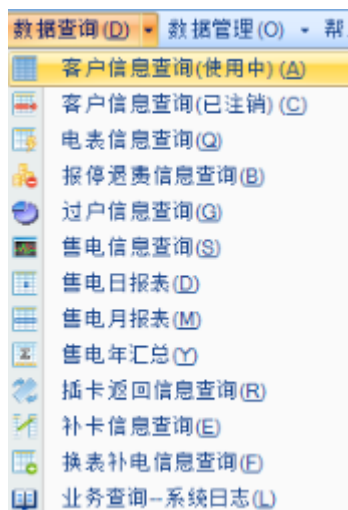 数据查询(D) 数据管理(O) 帮
客户信息查询(使用中)(A)
客户信息查询(已注销)(C)
电表信息查询(Q)
报停退费信息查询(B)
过户信息查询(G)
售电信息查询(S)
售电日报表(D)
售电月报表(M)
售电年汇总(Y)
插卡返回信息查询(R)
补卡信息查询(E)
换表补电信息查询(F)
业务查询--系统日志(L)